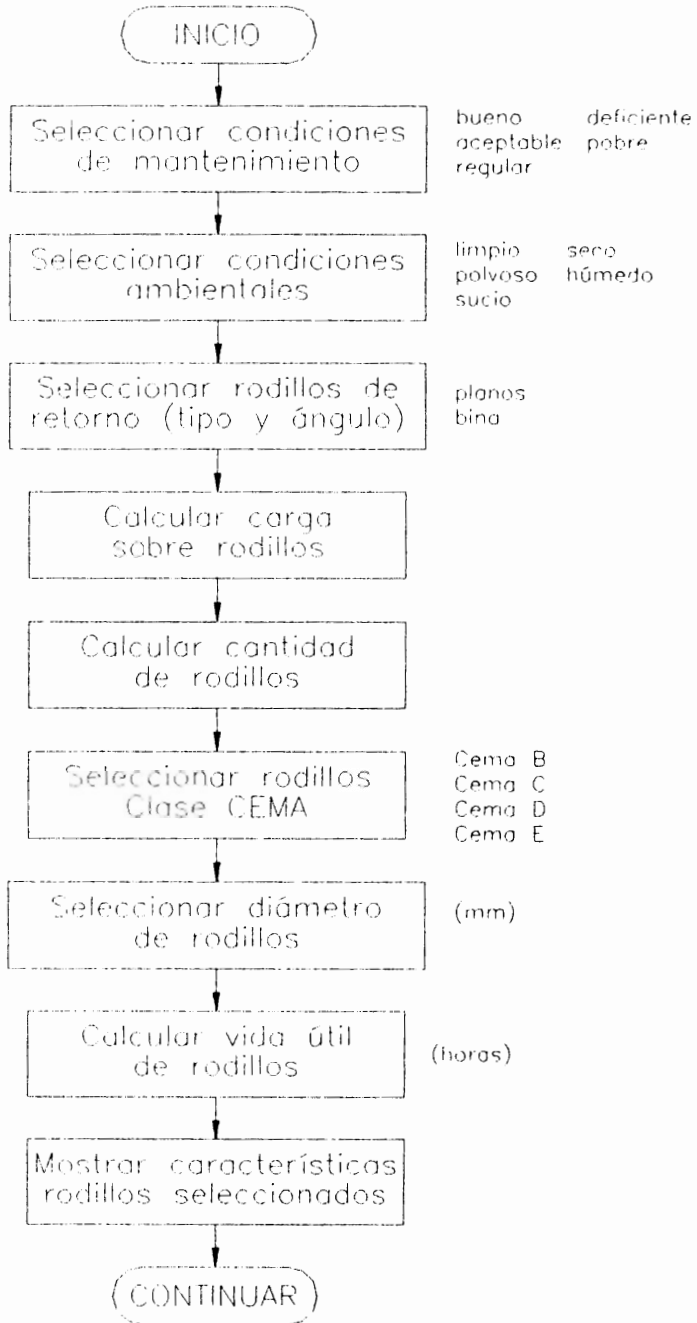 INICIO
Seleccionar condiciones
de mantenimiento
bueno deficiente
aceptable pobre
regular
Seleccionar condiciones
ambientales
limpio seco
polvoso húmedo
sucio
Seleccionar rodillos de
retorno (tipo y ángulo)
planos
bina
Calcular carga
sobre rodillos
Calcular cantidad
de rodillos
Seleccionar rodillos
Clase CEMA
Cema B
Cema C
Cema D
Cema E
Seleccionar diámetro
de rodillos
(mm)
Calcular vida útil
de rodillos
(horas)
Mostrar características
rodillos seleccionados
CONTINUAR